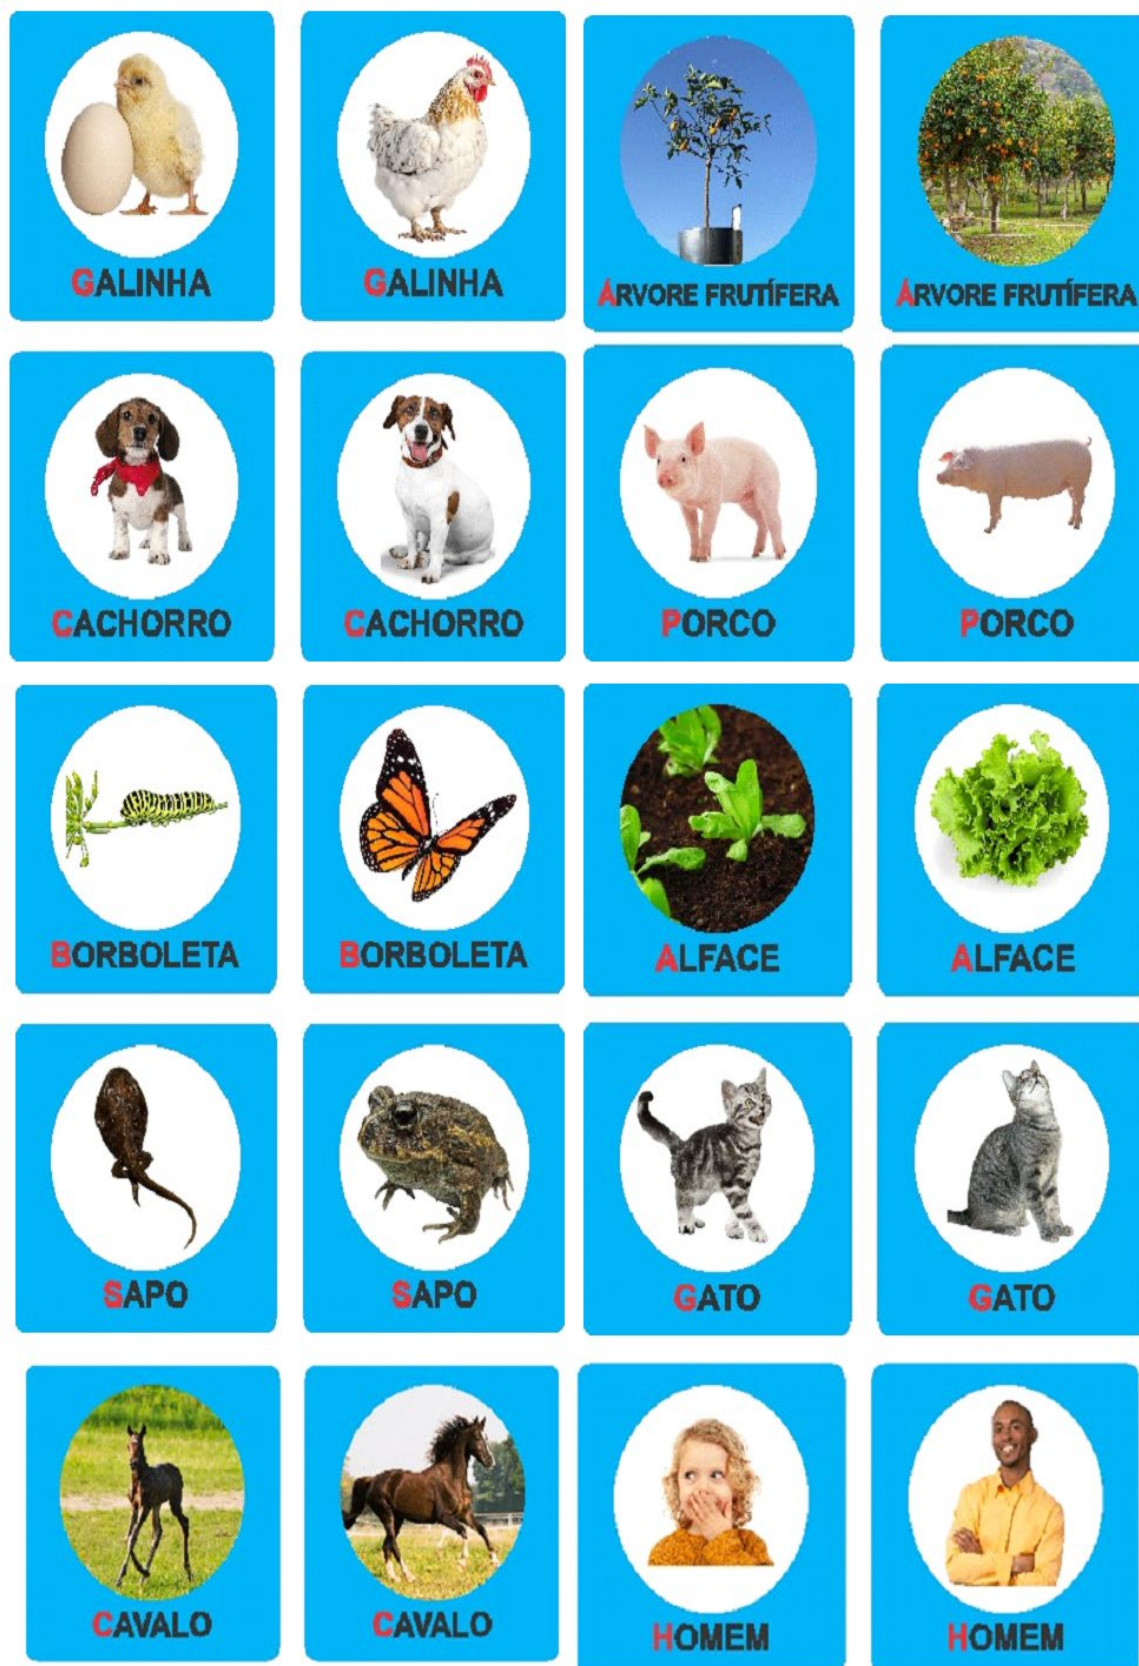 GALINHA
GALINHA
ÁRVORE FRUTÍFERA
ÁRVORE FRUTÍFERA
CACHORRO
CACHORRO
PORCO
PORCO
BORBOLETA
BORBOLETA
ALFACE
ALFACE
SAPO
SAPO
GATO
GATO
CAVALO
CAVALO
HOMEM
HOMEM